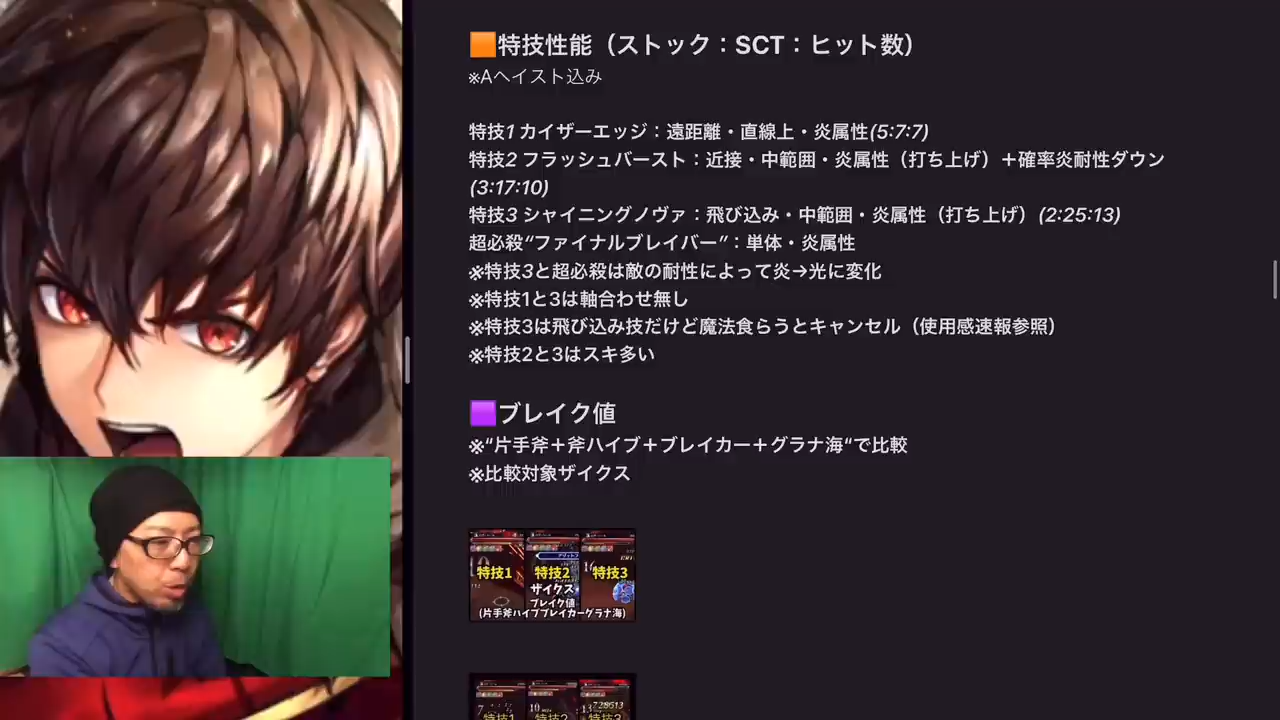 🟧特技性能（ストック：SCT：ヒット数）
※Aヘイスト込み
特技1 カイザーエッジ：遠距離・直線上・炎属性(5:7:7)
特技2 フラッシュバースト：近接・中範囲・炎属性（打ち上げ）＋確率炎耐性ダウン
(3:17:10)
特技3 シャイニングノヴァ：飛び込み・中範囲・炎属性（打ち上げ）(2:25:13)
超必殺“ファイナルブレイバー”：単体・炎属性
※特技3と超必殺は敵の耐性によって炎→光に変化
※特技1と3は軸合わせ無し
※特技3は飛び込み技だけど魔法食らうとキャンセル（使用感速報参照）
※特技2と3はスキ多い
🟪ブレイク値
※“片手斧＋斧ハイブ＋ブレイカー＋グラナ海“で比較
※比較対象ザイクス
特技1 特技2 特技3
ザイクス
ブレイク値
(片手斧ハイブブレイカーグラナ海)
特技1 特技2 特技3